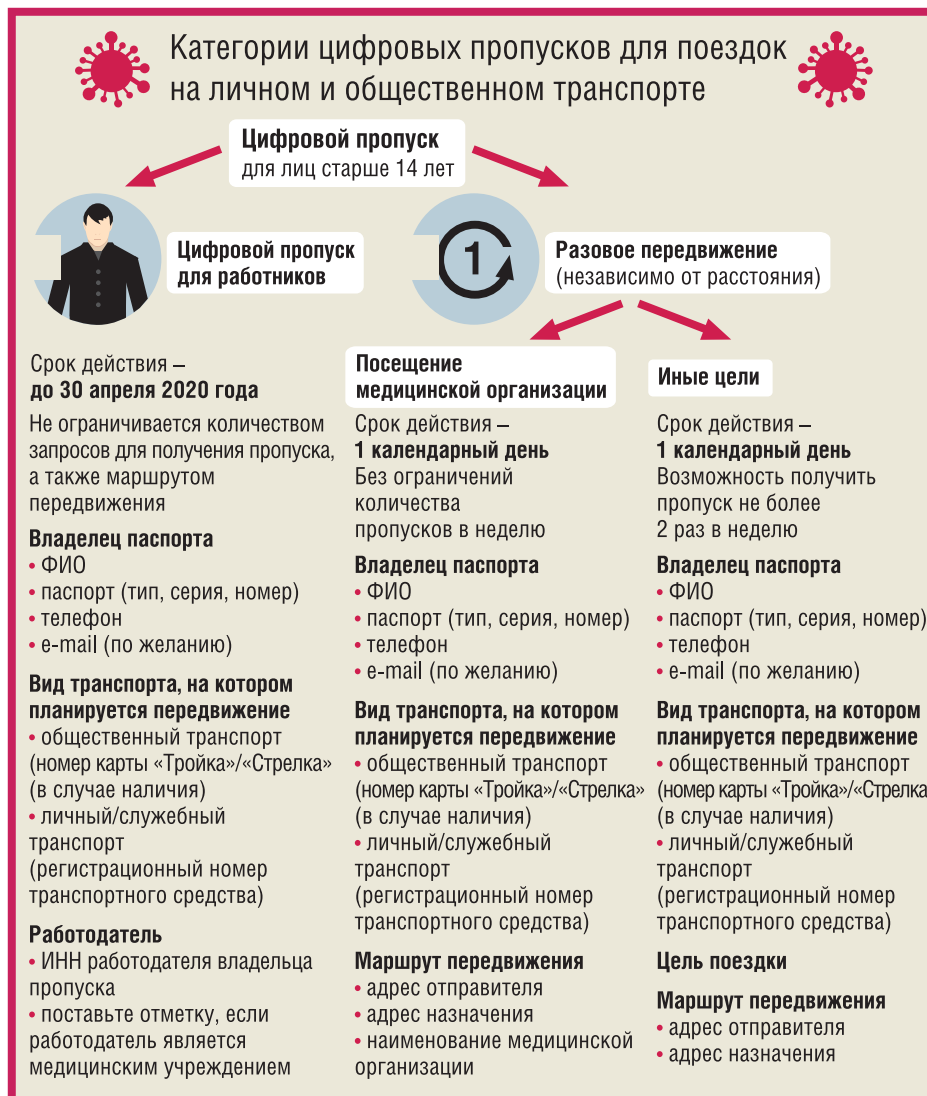 Категории цифровых пропусков для поездок
на личном и общественном транспорте
Цифровой пропуск
для лиц старше 14 лет
Цифровой пропуск
для работников
1
Разовое передвижение
(независимо от расстояния)
Срок действия –
до 30 апреля 2020 года
Не ограничивается количеством
запросов для получения пропуска,
а также маршрутом
передвижения
Владелец паспорта
• ФИО
• паспорт (тип, серия, номер)
• телефон
• e-mail (по желанию)
Вид транспорта, на котором
планируется передвижение
• общественный транспорт
(номер карты «Тройка»/«Стрелка»
(в случае наличия)
• личный/служебный
транспорт
(регистрационный номер
транспортного средства)
Работодатель
• ИНН работодателя владельца
пропуска
• поставьте отметку, если
работодатель является
медицинским учреждением
Посещение
медицинской организации
Срок действия –
1 календарный день
Без ограничений
количества
пропусков в неделю
Владелец паспорта
• ФИО
• паспорт (тип, серия, номер)
• телефон
• e-mail (по желанию)
Вид транспорта, на котором
планируется передвижение
• общественный транспорт
(номер карты «Тройка»/«Стрелка»
(в случае наличия)
• личный/служебный
транспорт
(регистрационный номер
транспортного средства)
Маршрут передвижения
• адрес отправителя
• адрес назначения
• наименование медицинской
организации
Иные цели
Срок действия –
1 календарный день
Возможность получить
пропуск не более
2 раз в неделю
Владелец паспорта
• ФИО
• паспорт (тип, серия, номер)
• телефон
• e-mail (по желанию)
Вид транспорта, на котором
планируется передвижение
• общественный транспорт
(номер карты «Тройка»/«Стрелка
(в случае наличия)
• личный/служебный
транспорт
(регистрационный номер
транспортного средства)
Цель поездки
Маршрут передвижения
• адрес отправителя
• адрес назначения